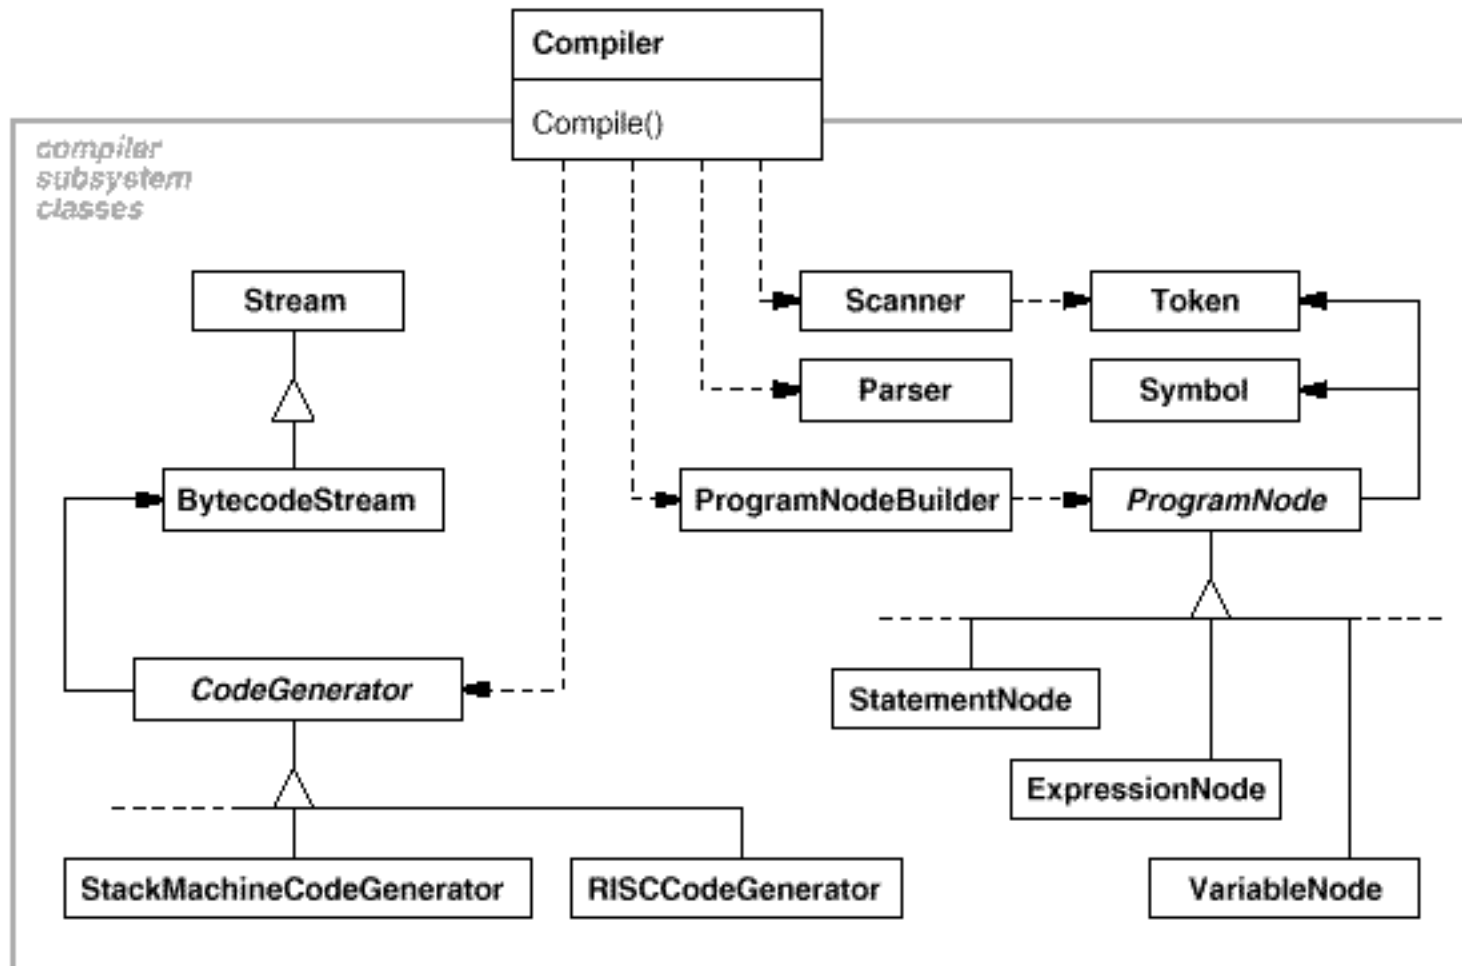 Compiler
Compile()
compiler
subsystem
classes
Stream
Scanner
Token
Parser
Symbol
BytecodeStream
ProgramNodeBuilder
ProgramNode
CodeGenerator
StatementNode
ExpressionNode
StackMachineCodeGenerator
RISCCodeGenerator
VariableNode